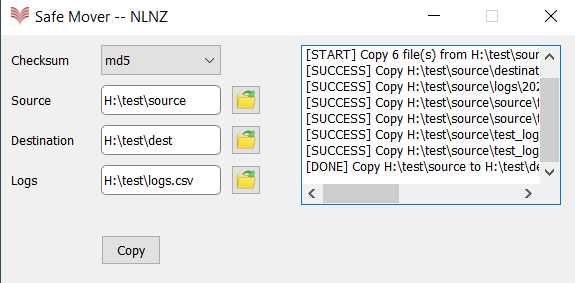 Safe Mover -- NLNZ
Checksum
md5
Source
H:\test\source
Destination
H:\test\dest
Logs
H:\test\logs.csv
Copy
[START] Copy 6 file(s) from H:\test\sour
[SUCCESS] Copy H:\test\source\destinat
[SUCCESS] Copy H:\test\source\logs\202
[SUCCESS] Copy H:\test\source\source\
[SUCCESS] Copy H:\test\source\source\
[SUCCESS] Copy H:\test\source\test_log
[SUCCESS] Copy H:\test\source\test_log
[DONE] Copy H:\test\source to H:\test\de